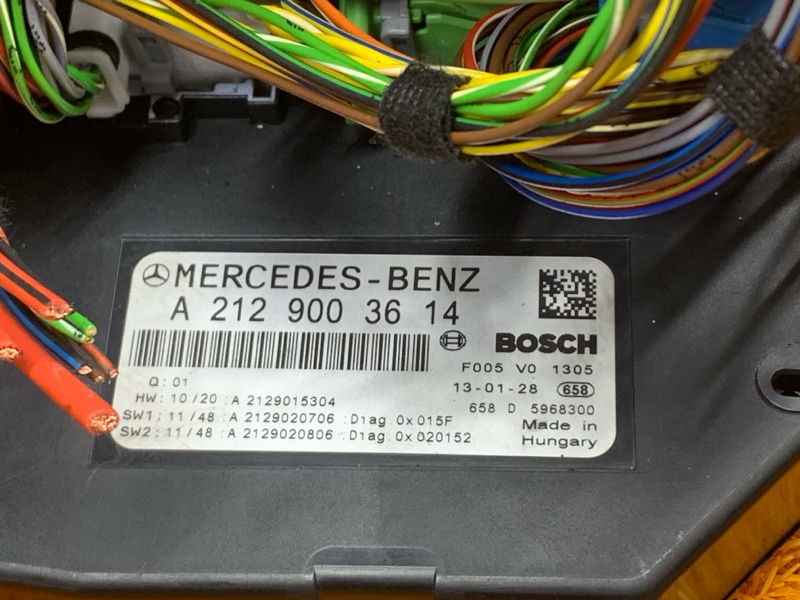 MERCEDES-BENZ
A 212 900 36 14
BOSCH
F005 V0 1305
Q: 01
13-01-28 658
HW: 10/20 :A 2129015304
658 D 5968300
SW1: 11/48 :A 2129020706 :Diag 0x015F
Made in
SW2: 11/48 :A 2129020806 :Diag 0x020152
Hungary